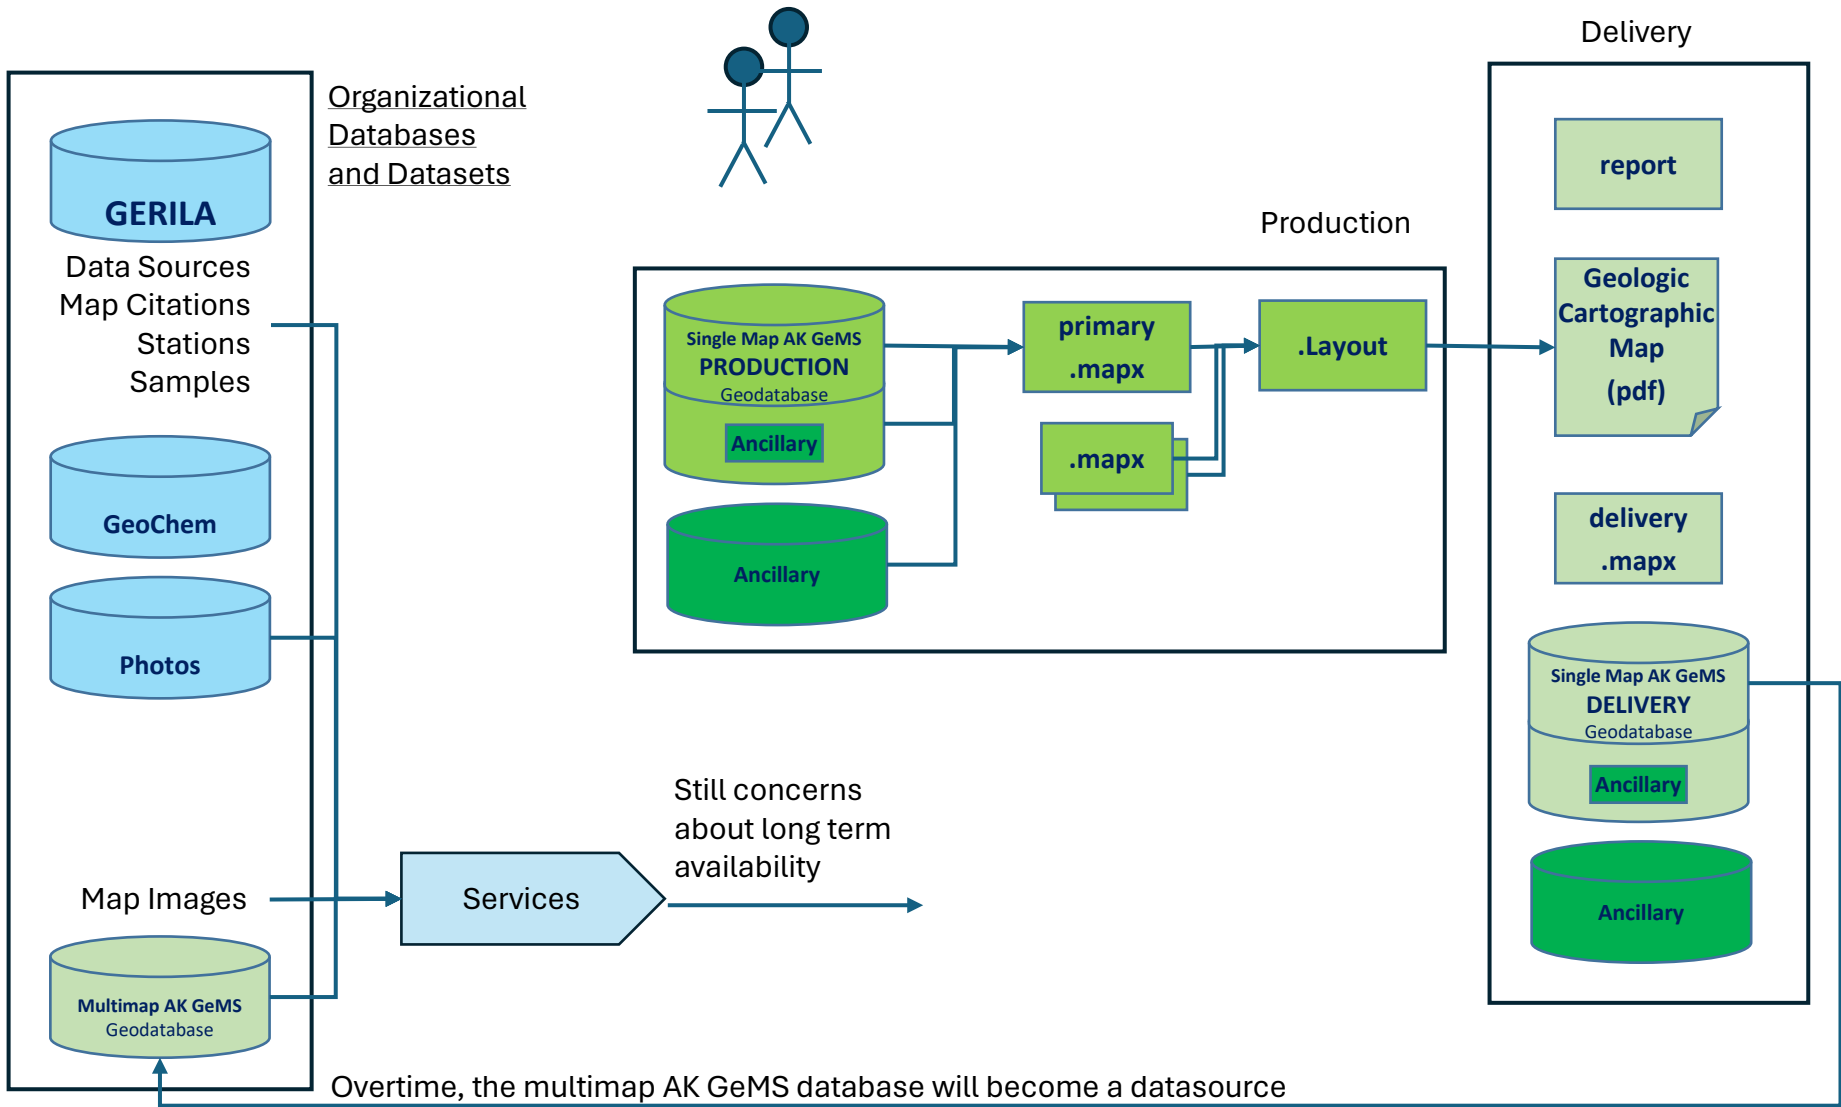 Organizational
Databases
and Datasets
GERILA
Data Sources
Map Citations
Stations
Samples
GeoChem
Photos
Map Images
Multimap AK GeMS
Geodatabase
Services
Still concerns
about long term
availability
Production
Single Map AK GeMS
PRODUCTION
Geodatabase
Ancillary
Ancillary
primary
.mapx
.mapx
.Layout
Delivery
report
Geologic
Cartographic
Map
(pdf)
delivery
.mapx
Single Map AK GeMS
DELIVERY
Geodatabase
Ancillary
Ancillary
Overtime, the multimap AK GeMS database will become a datasource